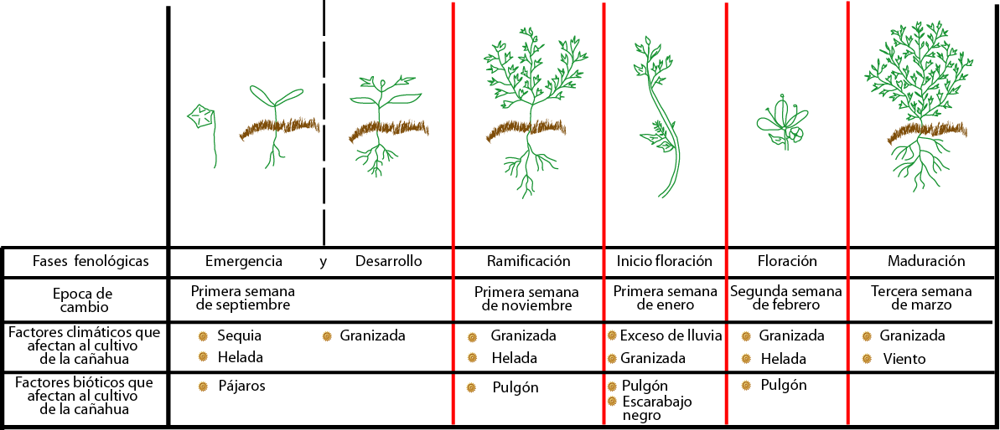 Fases fenológicas
Emergencia y Desarrollo
Ramificación
Inicio floración
Floración
Maduración
Epoca de
cambio
Primera semana
de septiembre
Primera semana
de noviembre
Primera semana
de enero
Segunda semana
de febrero
Tercera semana
de marzo
Factores climáticos que
afectan al cultivo
de la cañahua
Sequia
Helada
Granizada
Granizada
Helada
Exceso de lluvia
Granizada
Granizada
Helada
Granizada
Viento
Factores bióticos que
afectan al cultivo
de la cañahua
Pájaros
Pulgón
Pulgón
Escarabajo
negro
Pulgón